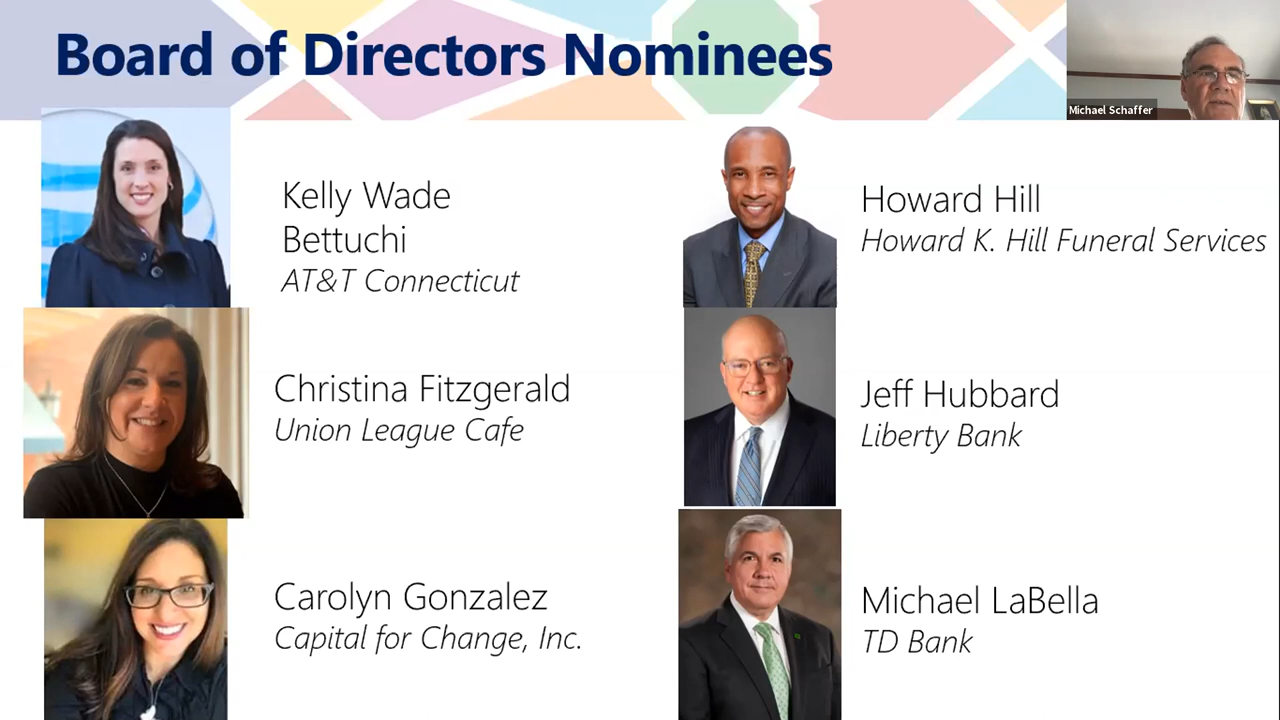 Board of Directors Nominees
Michael Schaffer
Kelly Wade
Bettuchi
AT&T Connecticut
Howard Hill
Howard K. Hill Funeral Services
Christina Fitzgerald
Union League Cafe
Jeff Hubbard
Liberty Bank
Carolyn Gonzalez
Capital for Change, Inc.
Michael LaBella
TD Bank